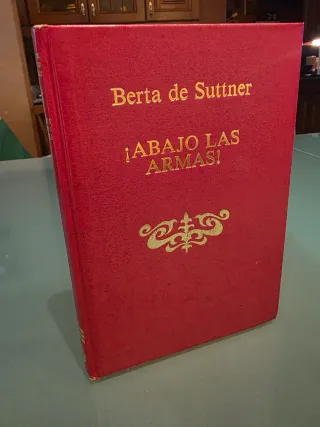 Berta de Suttner
¡ABAJO LAS
ARMAS!